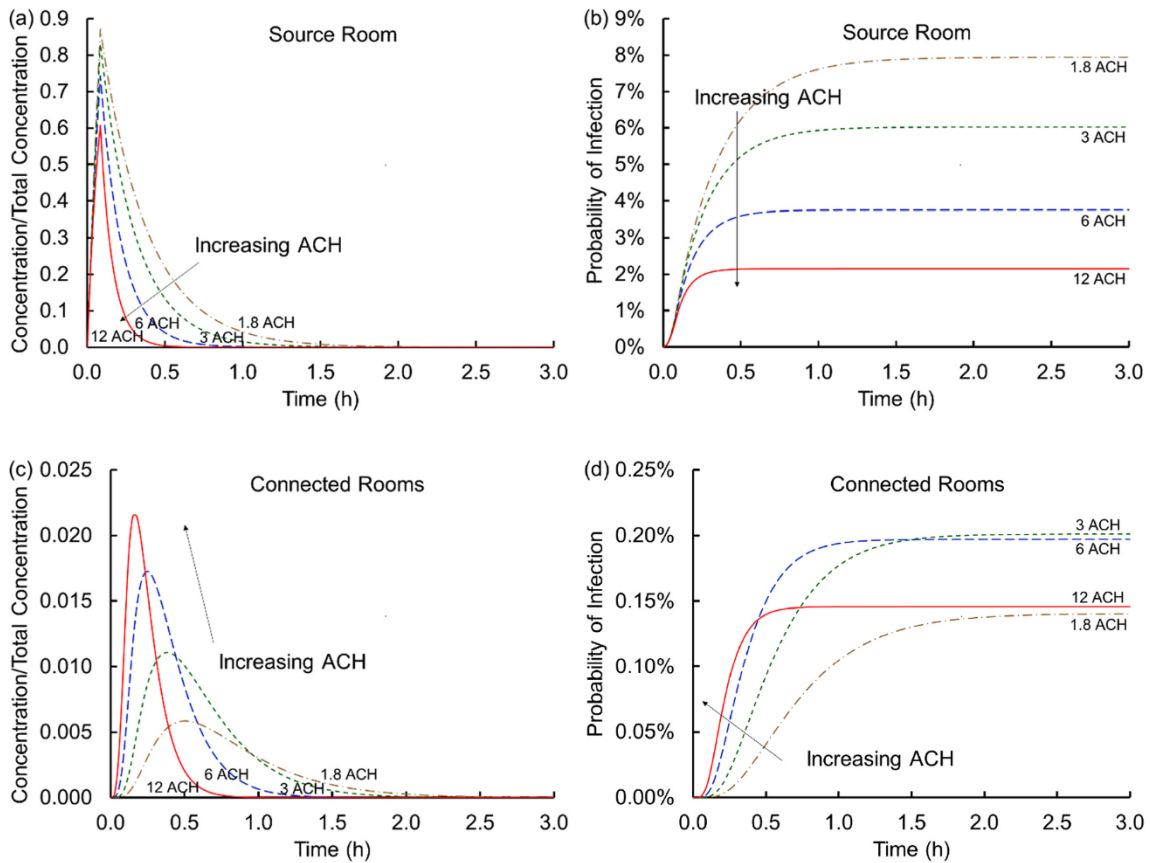 (a)
Concentration/Total Concentration
0.9
0.8
0.7
0.6
0.5
0.4
0.3
0.2
0.1
0.0
Source Room
Increasing ACH
12 ACH
6 ACH
3 ACH
1.8 ACH
0.0 0.5 1.0 1.5 2.0 2.5 3.0
Time (h)
(b)
Probability of Infection
9%
8%
7%
6%
5%
4%
3%
2%
1%
0%
Source Room
Increasing ACH
1.8 ACH
3 ACH
6 ACH
12 ACH
0.0 0.5 1.0 1.5 2.0 2.5 3.0
Time (h)
(c)
Concentration/Total Concentration
0.025
0.020
0.015
0.010
0.005
0.000
Connected Rooms
Increasing ACH
12 ACH
6 ACH
3 ACH
1.8 ACH
0.0 0.5 1.0 1.5 2.0 2.5 3.0
Time (h)
(d)
Probability of Infection
0.25%
0.20%
0.15%
0.10%
0.05%
0.00%
Connected Rooms
3 ACH
6 ACH
12 ACH
1.8 ACH
Increasing ACH
0.0 0.5 1.0 1.5 2.0 2.5 3.0
Time (h)